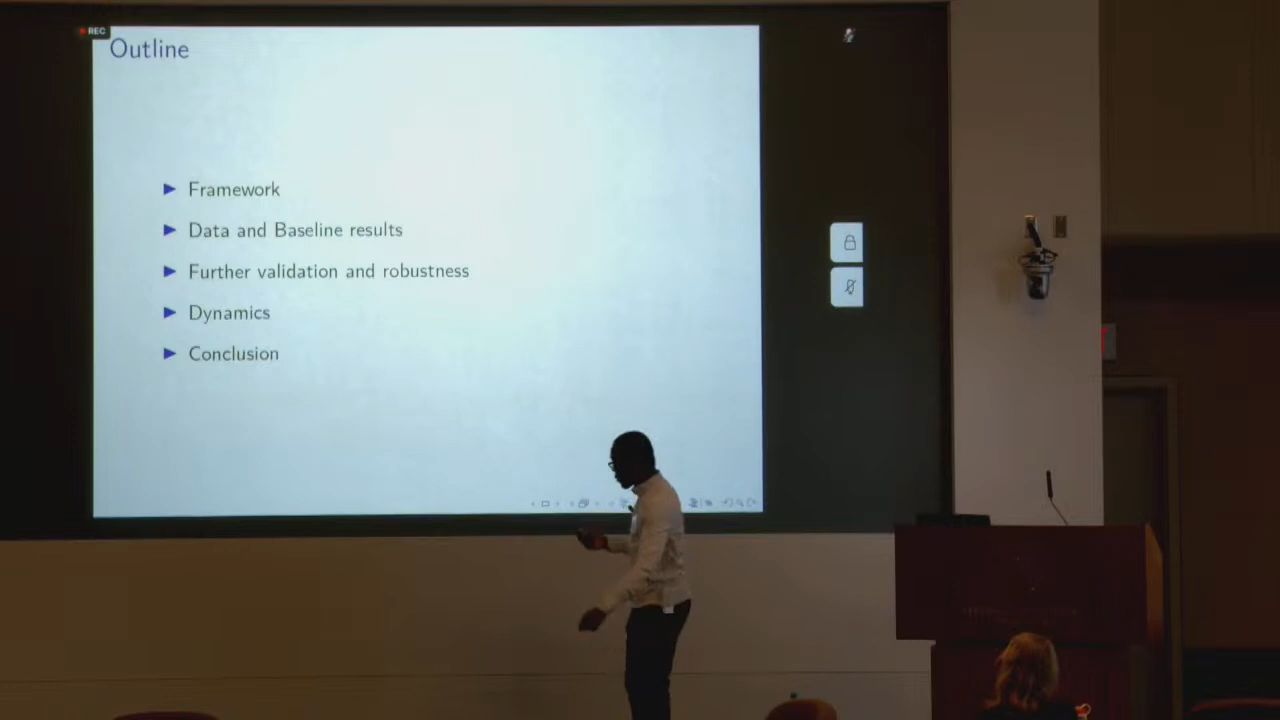 REC
Outline
Framework
Data and Baseline results
Further validation and robustness
Dynamics
Conclusion